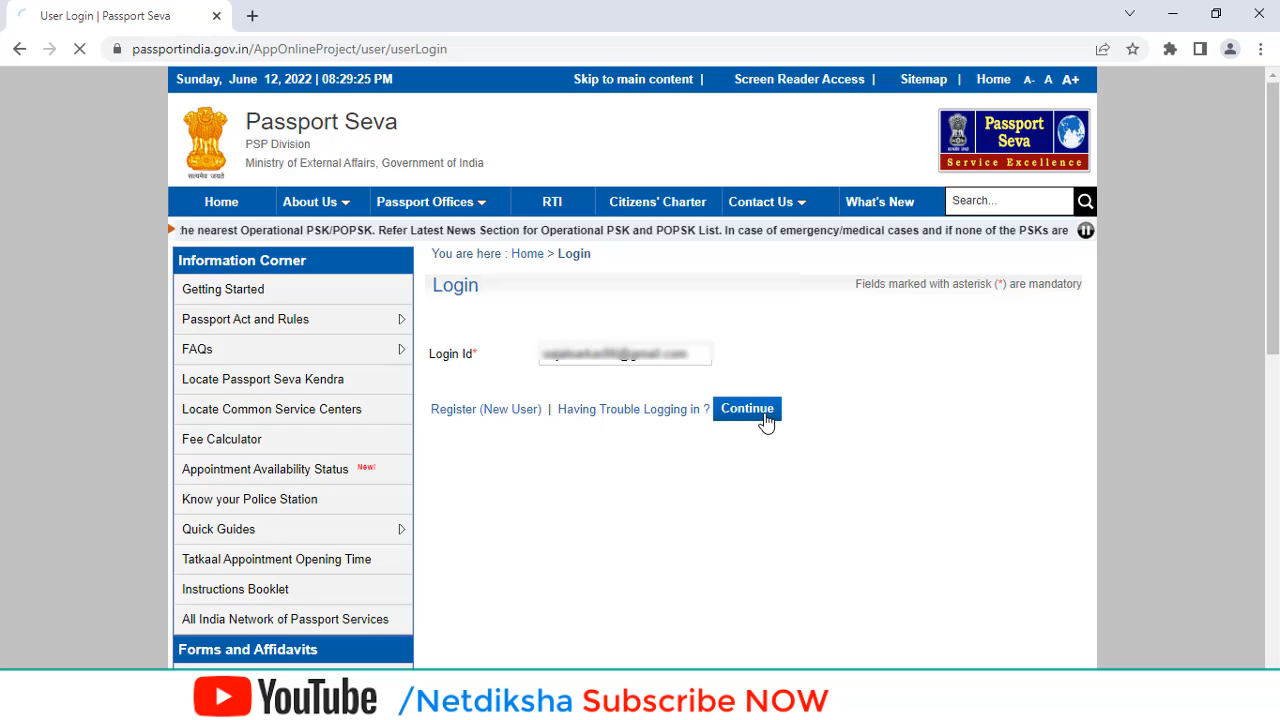 User Login | Passport Seva
passportindia.gov.in/AppOnlineProject/user/userLogin
Sunday, June 12, 2022 | 08:29:25 PM
Skip to main content | Screen Reader Access | Sitemap | Home A- A A+
Passport Seva
PSP Division
Ministry of External Affairs, Government of India
सत्यमेव जयते
Passport Seva
Service Excellence
Home About Us Passport Offices RTI Citizens' Charter Contact Us What's New Search...
the nearest Operational PSK/POPSK. Refer Latest News Section for Operational PSK and POPSK List. In case of emergency/medical cases and if none of the PSKs are
Information Corner
Getting Started
Passport Act and Rules
FAQs
Locate Passport Seva Kendra
Locate Common Service Centers
Fee Calculator
Appointment Availability Status New!
Know your Police Station
Quick Guides
Tatkaal Appointment Opening Time
Instructions Booklet
All India Network of Passport Services
Forms and Affidavits
You are here : Home > Login
Login
Fields marked with asterisk (*) are mandatory
Login Id*
Register (New User) | Having Trouble Logging in ? Continue
YouTube /Netdiksha Subscribe NOW